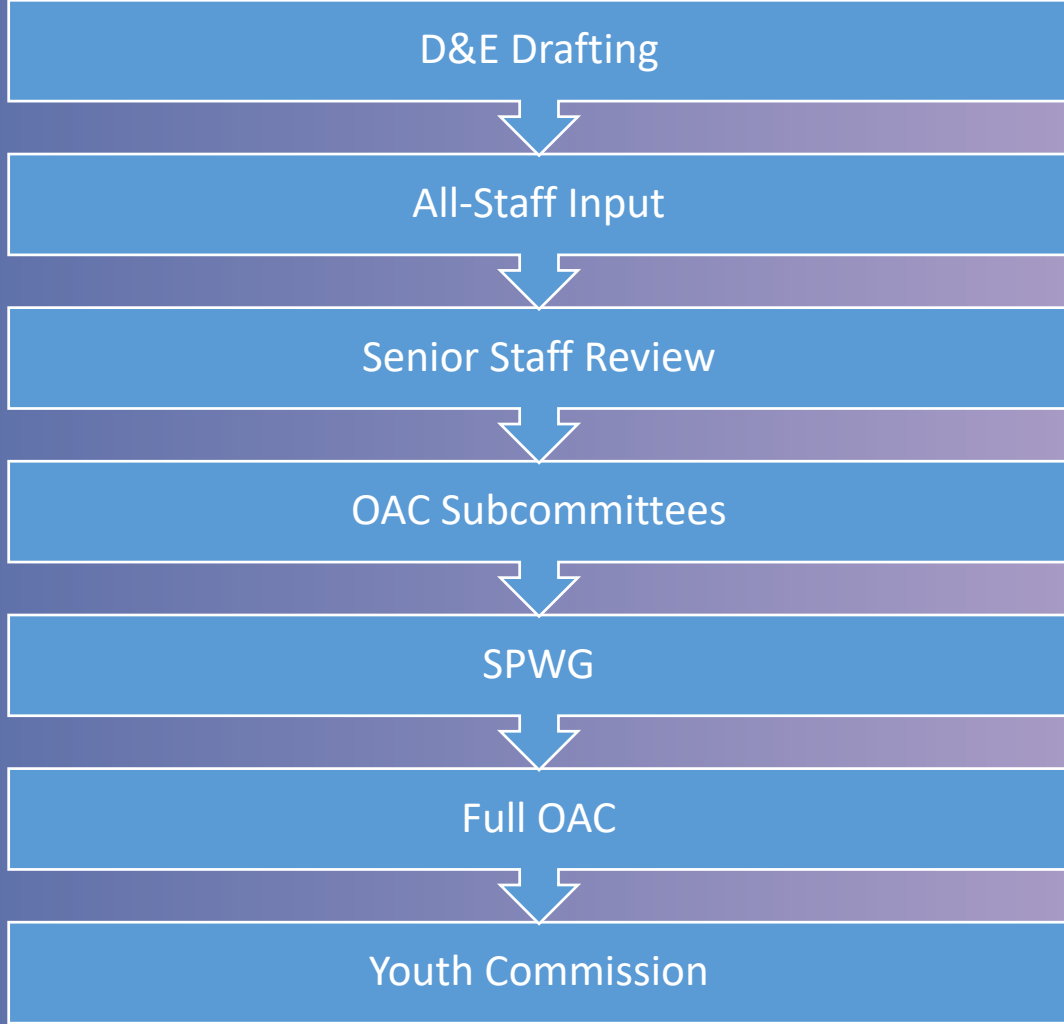 D&E Drafting
All-Staff Input
Senior Staff Review
OAC Subcommittees
SPWG
Full OAC
Youth Commission